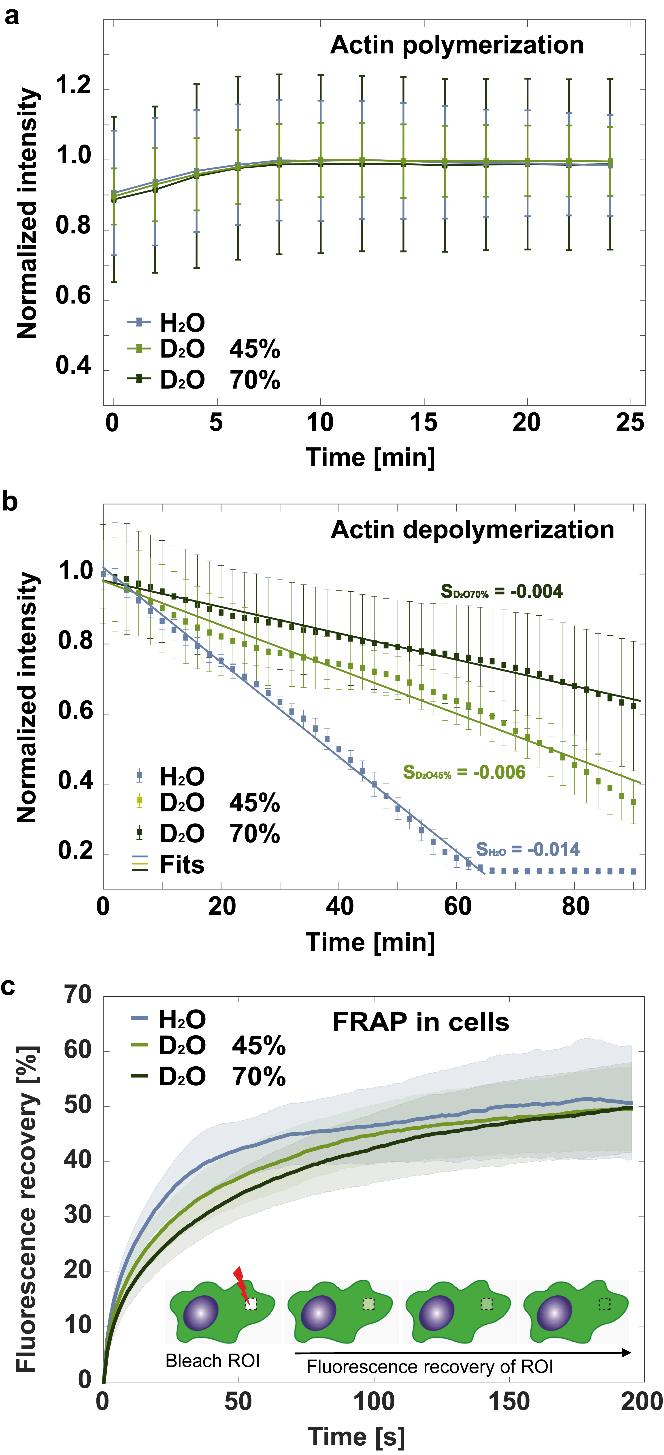 a
Actin polymerization
Normalized intensity
1.2
1.0
0.8
0.6
0.4
H₂O
D₂O 45%
D₂O 70%
0 5 10 15 20 25
Time [min]
b
Actin depolymerization
Normalized intensity
1.0
0.8
0.6
0.4
0.2
S_D₂O70% = -0.004
S_D₂O45% = -0.006
S_H₂O = -0.014
H₂O
D₂O 45%
D₂O 70%
Fits
0 20 40 60 80
Time [min]
c
FRAP in cells
Fluorescence recovery [%]
70
60
50
40
30
20
10
0
H₂O
D₂O 45%
D₂O 70%
Bleach ROI
Fluorescence recovery of ROI
0 50 100 150 200
Time [s]